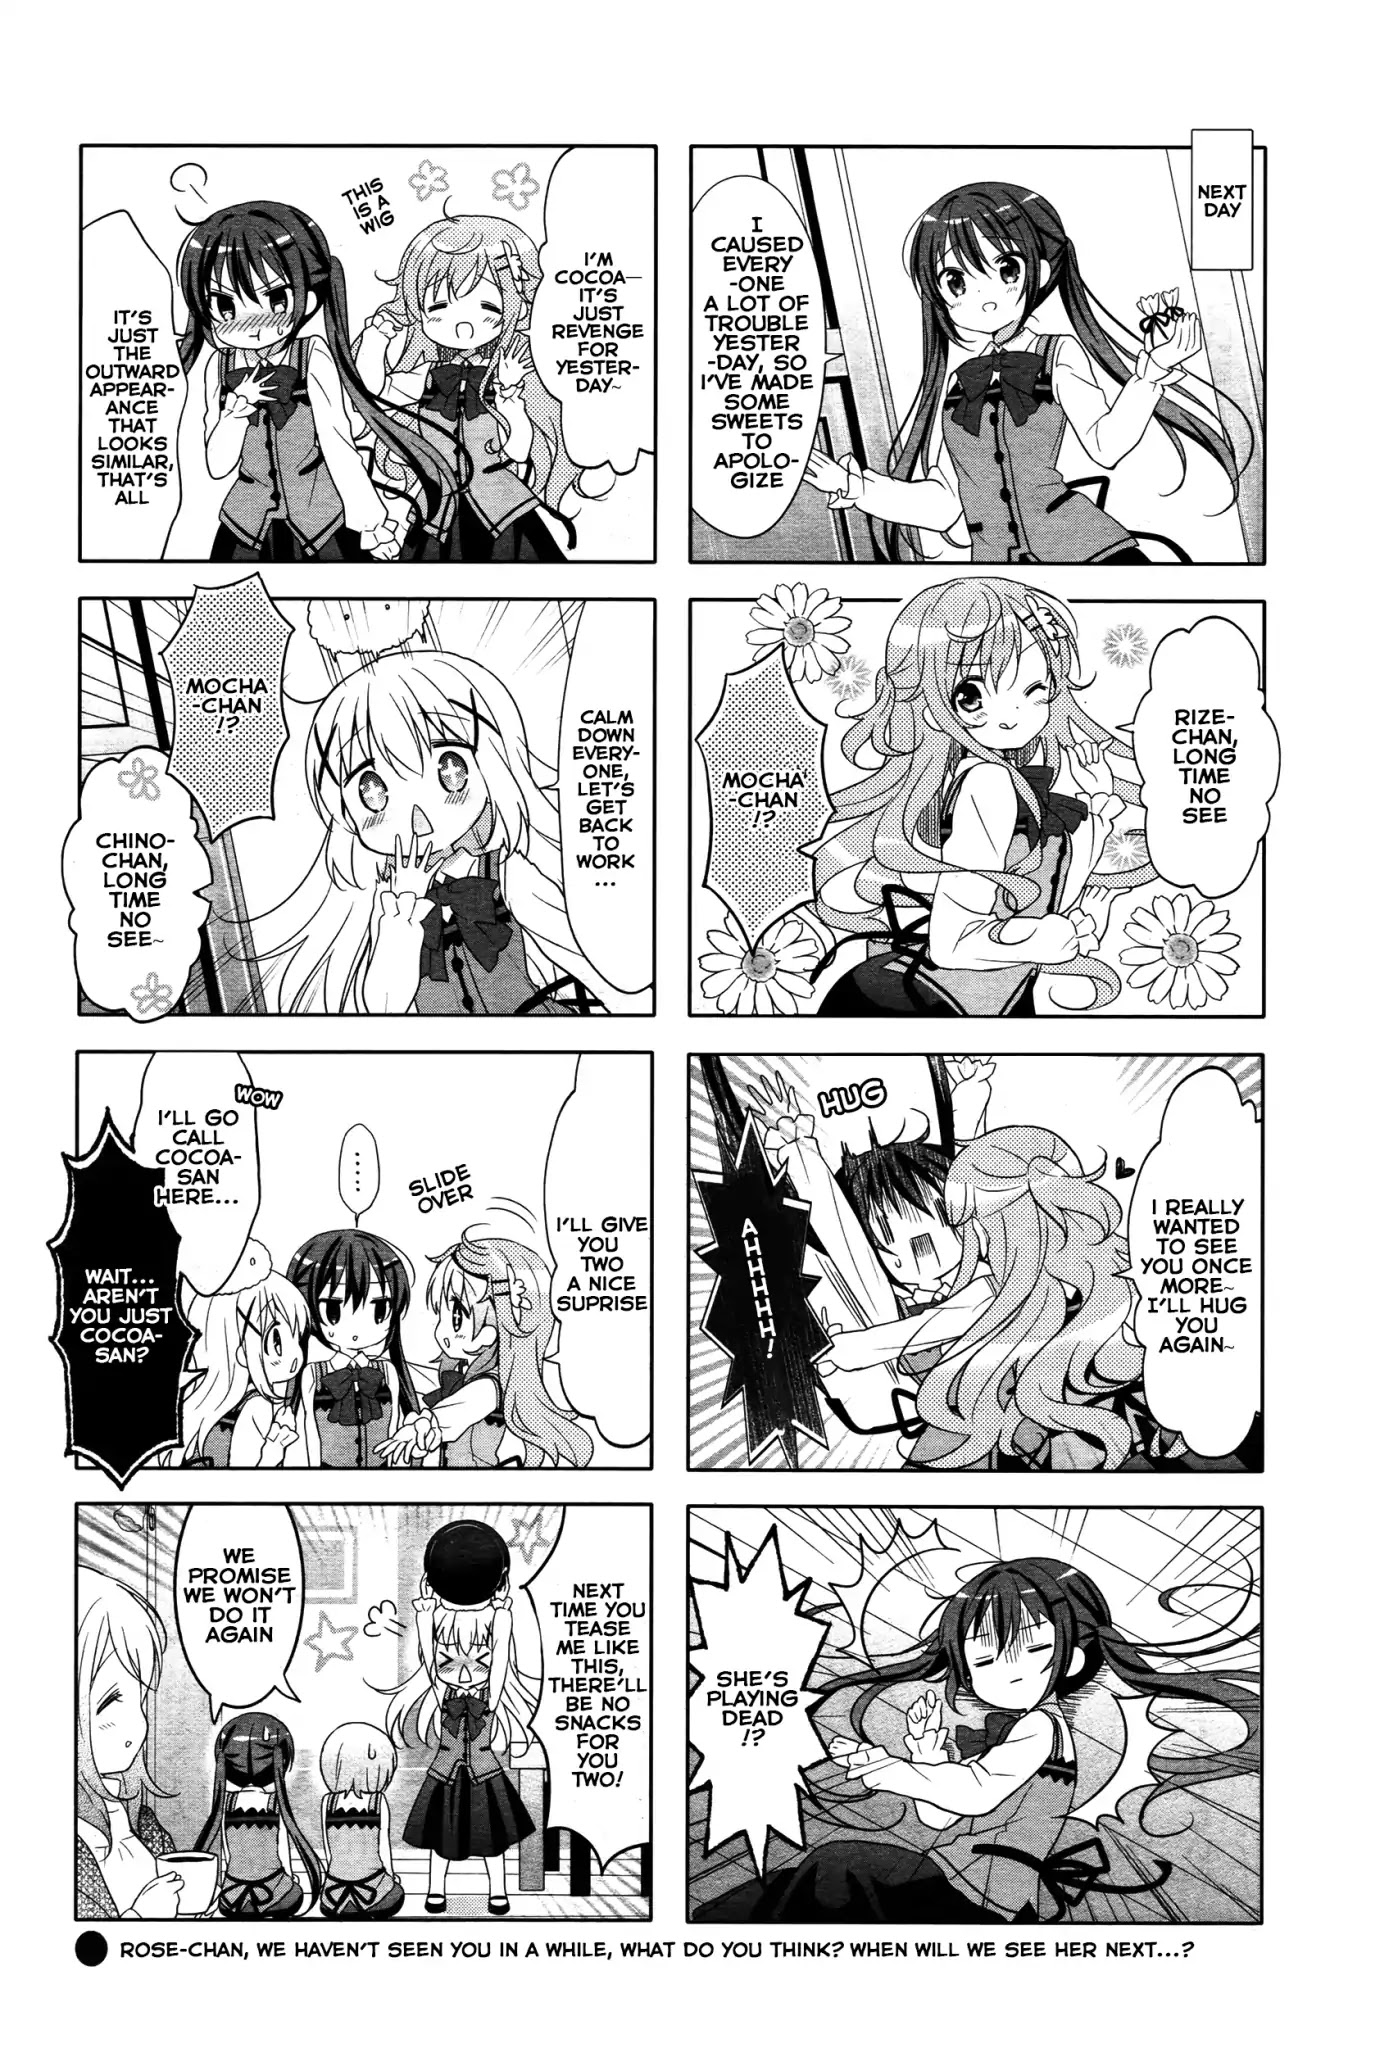 NEXT
DAY
I
CAUSED
EVERY
-ONE
A LOT OF
TROUBLE
YESTER
-DAY, SO
I'VE MADE
SOME
SWEETS
TO
APOLO-
GIZE
RIZE-
CHAN,
LONG
TIME
NO
SEE
MOCHA
-CHAN
!?
I REALLY
WANTED
TO SEE
YOU ONCE
MORE~
I'LL HUG
YOU
AGAIN~
HUG
AHHHHH!
SHE'S
PLAYING
DEAD
!?
I'M
COCOA—
IT'S
JUST
REVENGE
FOR
YESTER-
DAY~
THIS
IS A
WIG
IT'S
JUST
THE
OUTWARD
APPEAR-
ANCE
THAT
LOOKS
SIMILAR,
THAT'S
ALL
CALM
DOWN
EVERY-
ONE,
LET'S
GET
BACK
TO
WORK
...
MOCHA
-CHAN
!?
CHINO-
CHAN,
LONG
TIME
NO
SEE~
I'LL GIVE
YOU
TWO
A NICE
SUPRISE
SLIDE
OVER
.....
WOW
I'LL GO
CALL
COCOA-
SAN
HERE...
WAIT...
AREN'T
YOU JUST
COCOA-
SAN?
NEXT
TIME YOU
TEASE
ME LIKE
THIS,
THERE'LL
BE NO
SNACKS
FOR
YOU
TWO!
WE
PROMISE
WE WON'T
DO IT
AGAIN
ROSE-CHAN, WE HAVEN'T SEEN YOU IN A WHILE, WHAT DO YOU THINK? WHEN WILL WE SEE HER NEXT...?